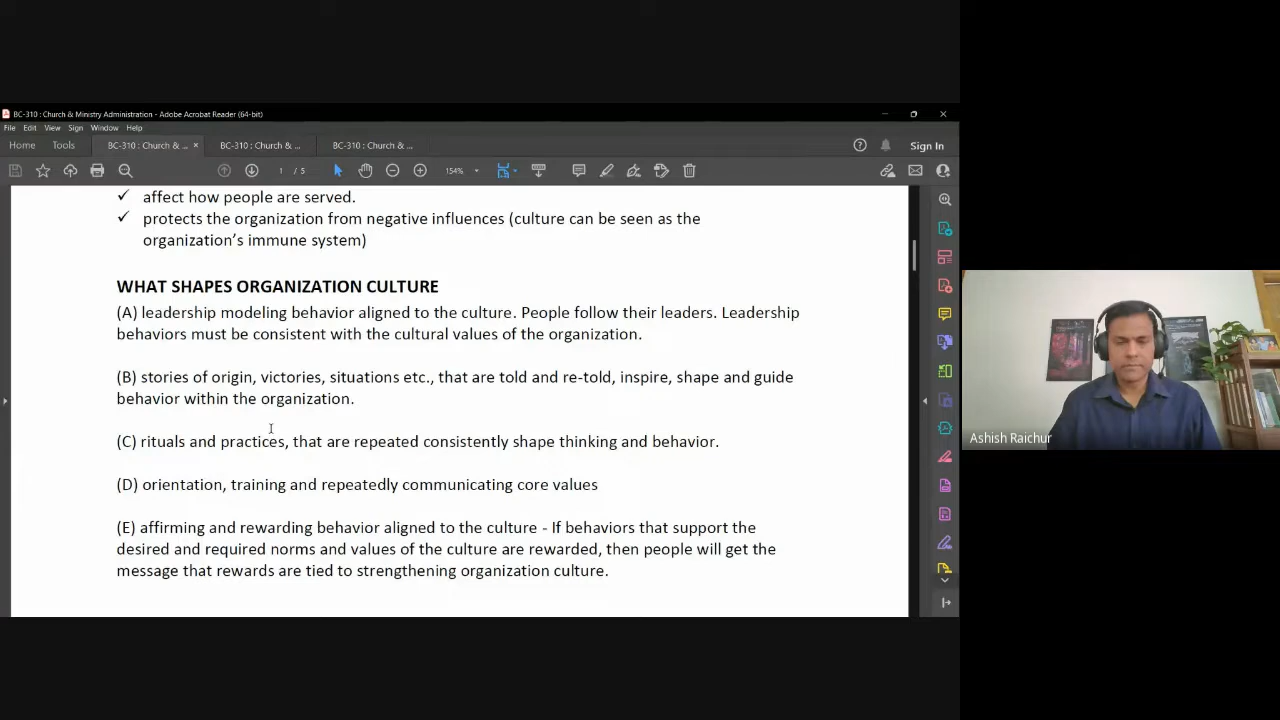 BC-310 : Church & Ministry Administration - Adobe Acrobat Reader (64-bit)
File Edit View Sign Window Help
Home Tools BC-310 : Church & ... × BC-310 : Church & ... BC-310 : Church & ... Sign In
1 / 5 154%
✓ affect how people are served.
✓ protects the organization from negative influences (culture can be seen as the
organization’s immune system)
WHAT SHAPES ORGANIZATION CULTURE
(A) leadership modeling behavior aligned to the culture. People follow their leaders. Leadership
behaviors must be consistent with the cultural values of the organization.
(B) stories of origin, victories, situations etc., that are told and re-told, inspire, shape and guide
behavior within the organization.
(C) rituals and practices, that are repeated consistently shape thinking and behavior.
(D) orientation, training and repeatedly communicating core values
(E) affirming and rewarding behavior aligned to the culture - If behaviors that support the
desired and required norms and values of the culture are rewarded, then people will get the
message that rewards are tied to strengthening organization culture.
Ashish Raichur